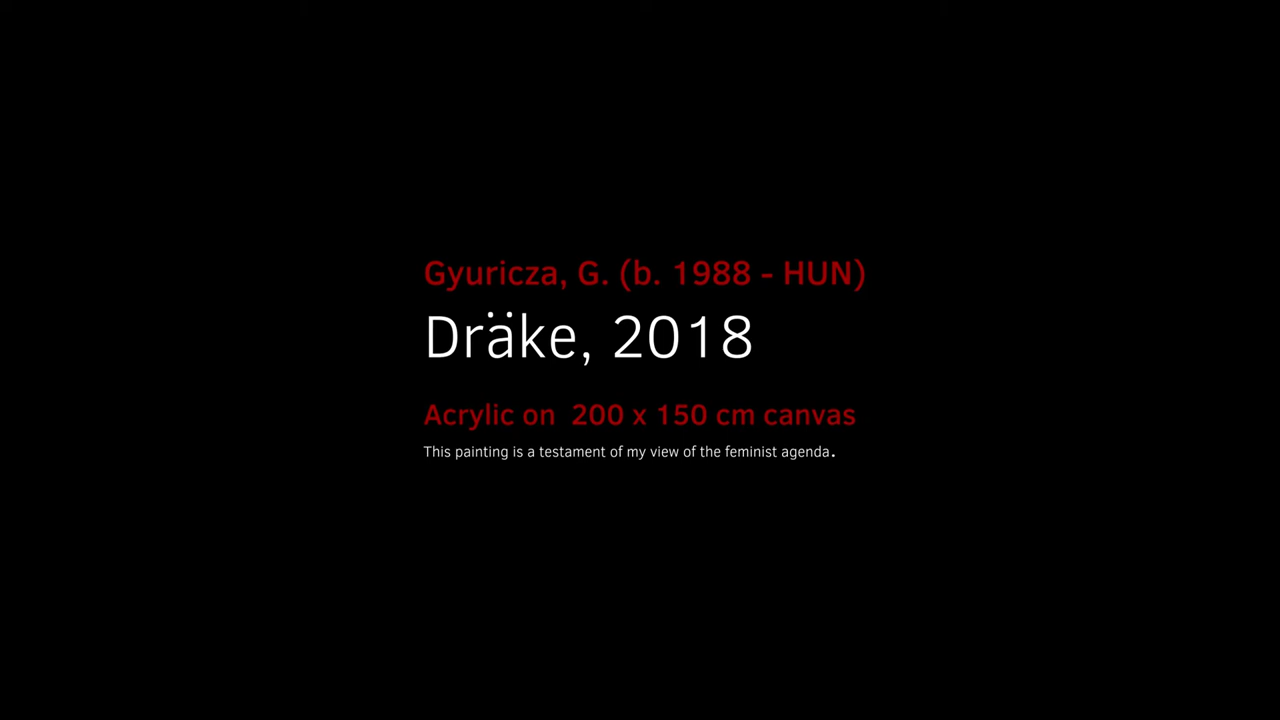 Gyuricza, G. (b. 1988 - HUN)
Dräke, 2018
Acrylic on  200 x 150 cm canvas
This painting is a testament of my view of the feminist agenda.